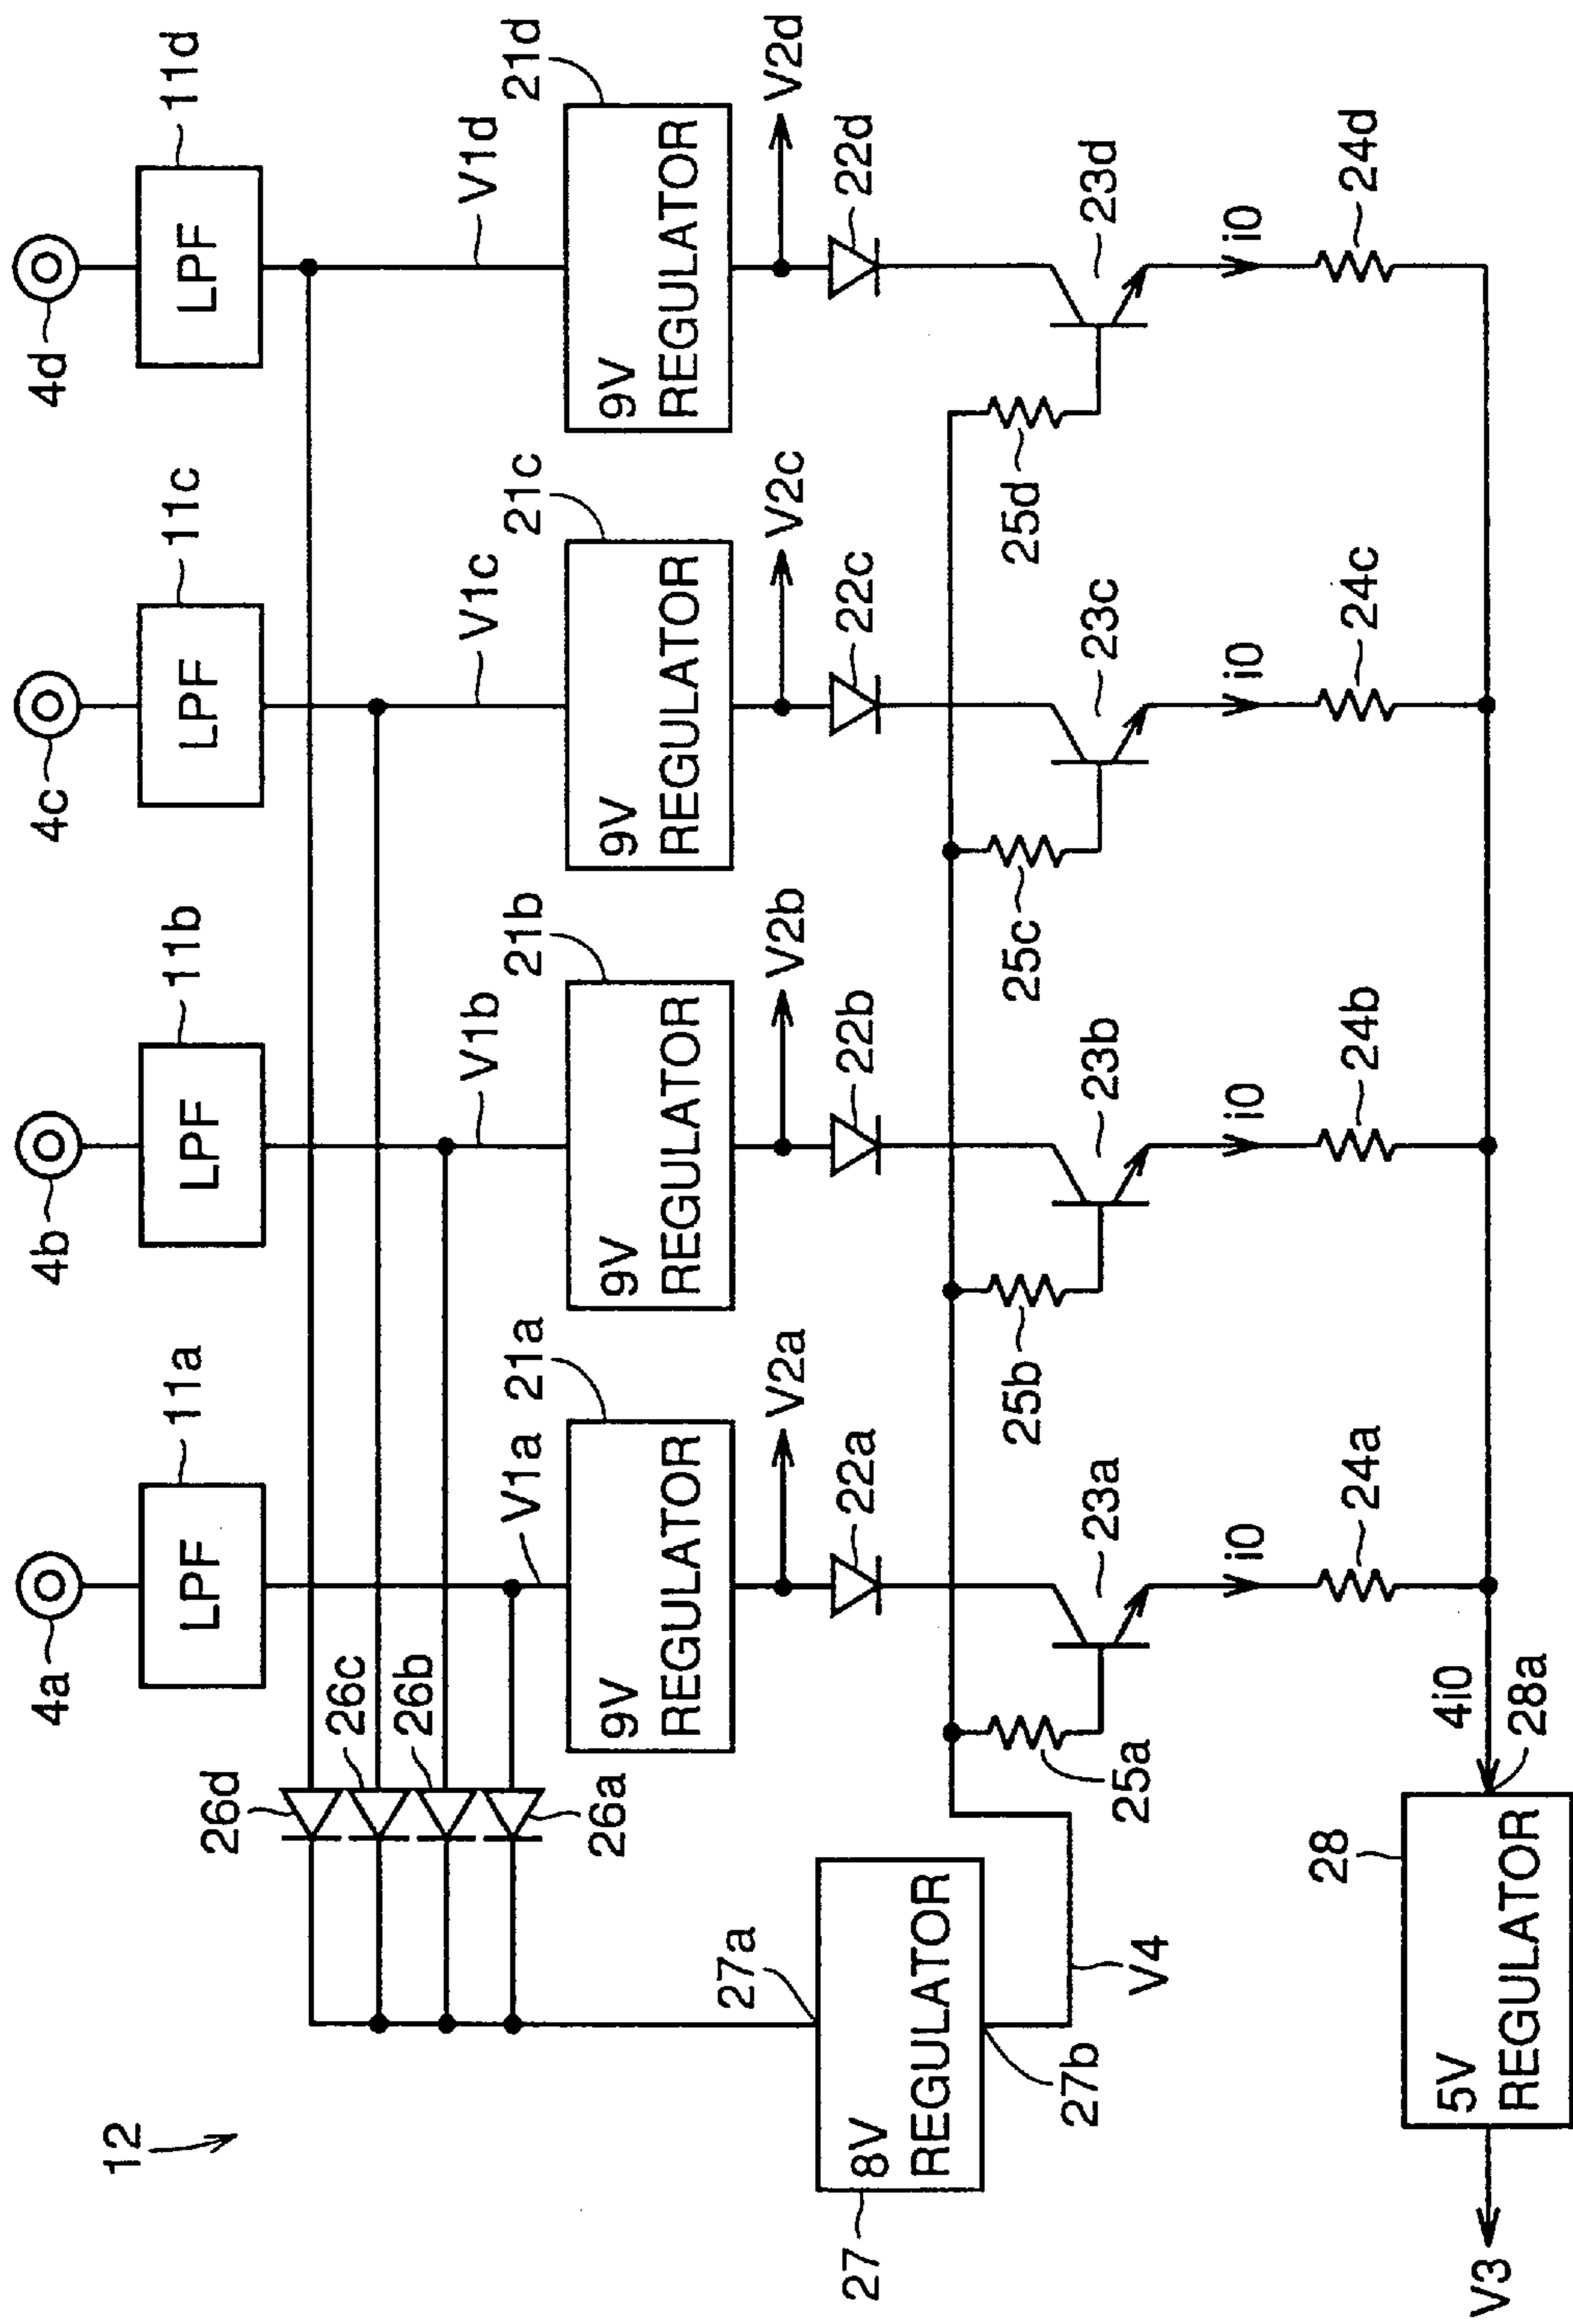 12
4a
4b
4c
4d
11a
11b
11c
11d
LPF
LPF
LPF
LPF
26d
26c
26b
26a
V1a
V1b
V1c
V1d
21a
21b
21c
21d
9V
REGULATOR
9V
REGULATOR
9V
REGULATOR
9V
REGULATOR
27a
V2a
V2b
V2c
V2d
22a
22b
22c
22d
27
8V
REGULATOR
27b
V4
25a
25b
25c
25d
23a
23b
23c
23d
i0
i0
i0
i0
24a
24b
24c
24d
4i0
28
28a
5V
REGULATOR
V3